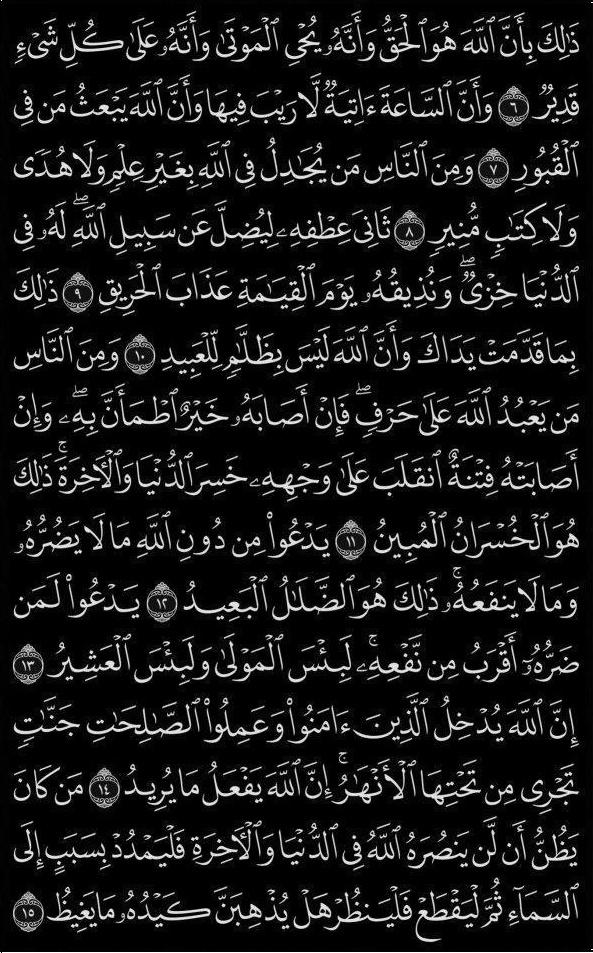 ذَٰلِكَ بِأَنَّ ٱللَّهَ هُوَ ٱلۡحَقُّ وَأَنَّهُۥ يُحۡيِ ٱلۡمَوۡتَىٰ وَأَنَّهُۥ عَلَىٰ كُلِّ شَيۡءٖ
قَدِيرٞ ٦ وَأَنَّ ٱلسَّاعَةَ ءَاتِيَةٞ لَّا رَيۡبَ فِيهَا وَأَنَّ ٱللَّهَ يَبۡعَثُ مَن فِي
ٱلۡقُبُورِ ٧ وَمِنَ ٱلنَّاسِ مَن يُجَٰدِلُ فِي ٱللَّهِ بِغَيۡرِ عِلۡمٖ وَلَا هُدٗى
وَلَا كِتَٰبٖ مُّنِيرٖ ٨ ثَانِيَ عِطۡفِهِۦ لِيُضِلَّ عَن سَبِيلِ ٱللَّهِۖ لَهُۥ فِي
ٱلدُّنۡيَا خِزۡيٞۖ وَنُذِيقُهُۥ يَوۡمَ ٱلۡقِيَٰمَةِ عَذَابَ ٱلۡحَرِيقِ ٩ ذَٰلِكَ
بِمَا قَدَّمَتۡ يَدَاكَ وَأَنَّ ٱللَّهَ لَيۡسَ بِظَلَّٰمٖ لِّلۡعَبِيدِ ١٠ وَمِنَ ٱلنَّاسِ
مَن يَعۡبُدُ ٱللَّهَ عَلَىٰ حَرۡفٖۖ فَإِنۡ أَصَابَهُۥ خَيۡرٌ ٱطۡمَأَنَّ بِهِۦۖ وَإِنۡ
أَصَابَتۡهُ فِتۡنَةٌ ٱنقَلَبَ عَلَىٰ وَجۡهِهِۦ خَسِرَ ٱلدُّنۡيَا وَٱلۡأٓخِرَةَۚ ذَٰلِكَ
هُوَ ٱلۡخُسۡرَانُ ٱلۡمُبِينُ ١١ يَدۡعُواْ مِن دُونِ ٱللَّهِ مَا لَا يَضُرُّهُۥ
وَمَا لَا يَنفَعُهُۥۚ ذَٰلِكَ هُوَ ٱلضَّلَٰلُ ٱلۡبَعِيدُ ١٢ يَدۡعُواْ لَمَن
ضَرُّهُۥٓ أَقۡرَبُ مِن نَّفۡعِهِۦۚ لَبِئۡسَ ٱلۡمَوۡلَىٰ وَلَبِئۡسَ ٱلۡعَشِيرُ ١٣
إِنَّ ٱللَّهَ يُدۡخِلُ ٱلَّذِينَ ءَامَنُواْ وَعَمِلُواْ ٱلصَّٰلِحَٰتِ جَنَّٰتٖ
تَجۡرِي مِن تَحۡتِهَا ٱلۡأَنۡهَٰرُۚ إِنَّ ٱللَّهَ يَفۡعَلُ مَا يُرِيدُ ١٤ مَن كَانَ
يَظُنُّ أَن لَّن يَنصُرَهُ ٱللَّهُ فِي ٱلدُّنۡيَا وَٱلۡأٓخِرَةِ فَلۡيَمۡدُدۡ بِسَبَبٍ إِلَى
ٱلسَّمَآءِ ثُمَّ لۡيَقۡطَعۡ فَلۡيَنظُرۡ هَلۡ يُذۡهِبَنَّ كَيۡدُهُۥ مَا يَغِيظُ ١٥